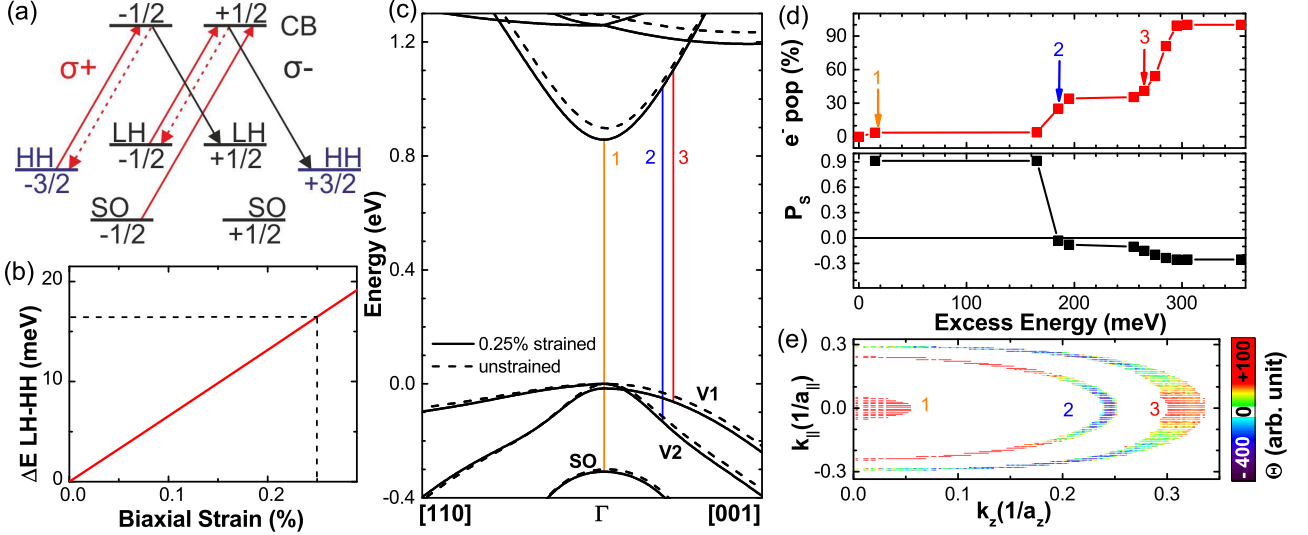 (a)
-1/2 +1/2 CB
σ+ σ-
LH LH
-1/2 +1/2
HH HH
-3/2 +3/2
SO SO
-1/2 +1/2
(b)
ΔE LH-HH (meV)
20
10
0
0.0 0.1 0.2
Biaxial Strain (%)
(c)
Energy (eV)
1.2
0.8
0.4
0.0
-0.4
1 2 3
0.25% strained
unstrained
V1
V2
SO
[110] Γ [001]
(d)
e⁻ pop (%)
90
60
30
0
1 2 3
P_S
0.9
0.6
0.3
0.0
-0.3
0 100 200 300
Excess Energy (meV)
(e)
k_||(1/a_||)
0.3
0.0
-0.3
1 2 3
0.0 0.1 0.2 0.3
k_z(1/a_z)
- 400 0 +100
Θ (arb. unit)